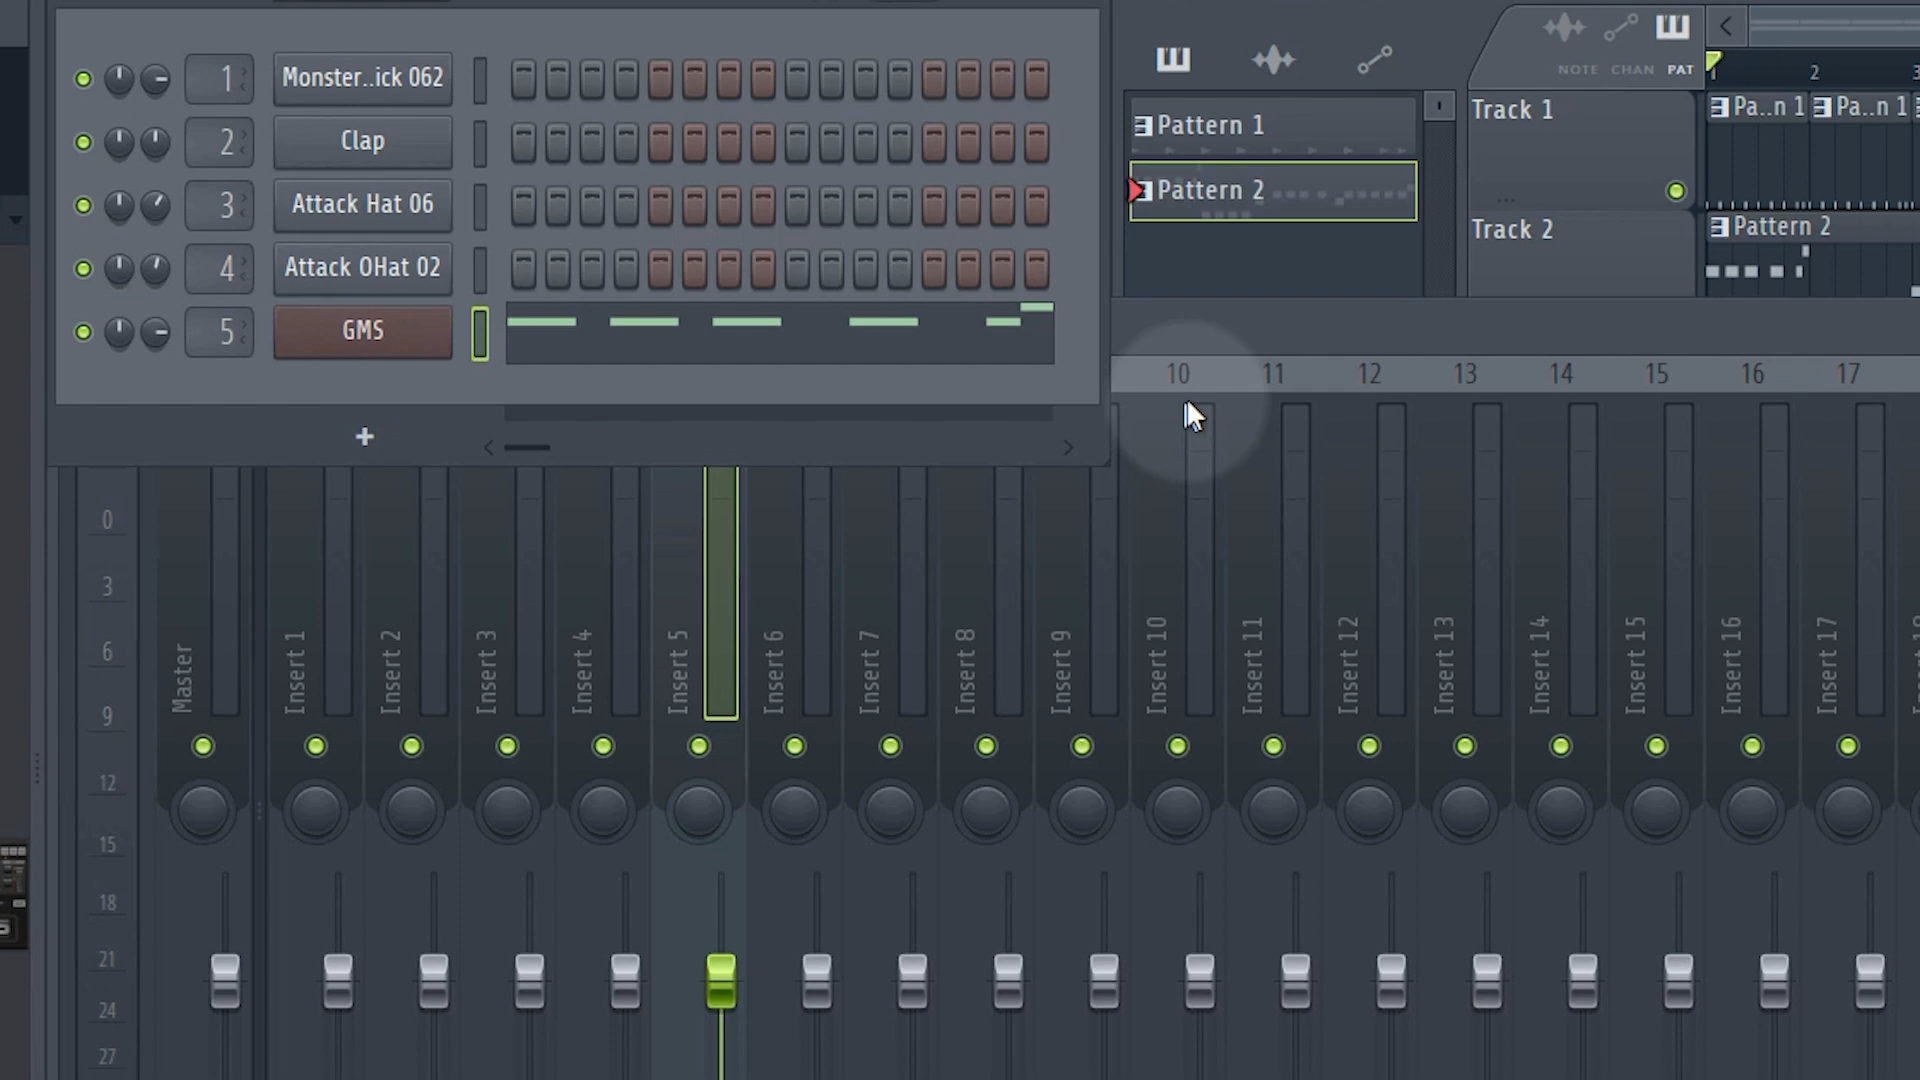 1 Monster..ick 062
2 Clap
3 Attack Hat 06
4 Attack OHat 02
5 GMS
+
Pattern 1
Pattern 2
NOTE CHAN PAT
1 2 3
Track 1
Pa..n 1 Pa..n 1
Track 2
Pattern 2
10 11 12 13 14 15 16 17
0
3
6
9
12
15
18
21
24
27
Master
Insert 1
Insert 2
Insert 3
Insert 4
Insert 5
Insert 6
Insert 7
Insert 8
Insert 9
Insert 10
Insert 11
Insert 12
Insert 13
Insert 14
Insert 15
Insert 16
Insert 17